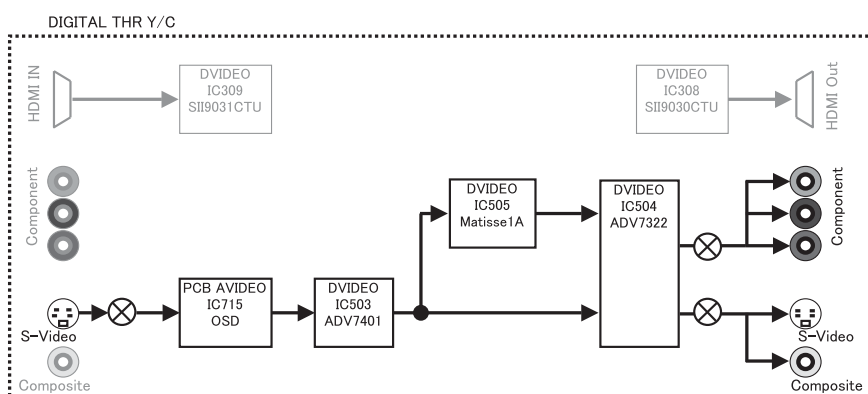 DIGITAL THR Y/C
HDMI IN
DVIDEO
IC309
SII9031CTU
DVIDEO
IC308
SII9030CTU
HDMI Out
Component
DVIDEO
IC505
Matisse1A
DVIDEO
IC504
ADV7322
Component
S-Video
PCB AVIDEO
IC715
OSD
DVIDEO
IC503
ADV7401
S-Video
Composite
Composite